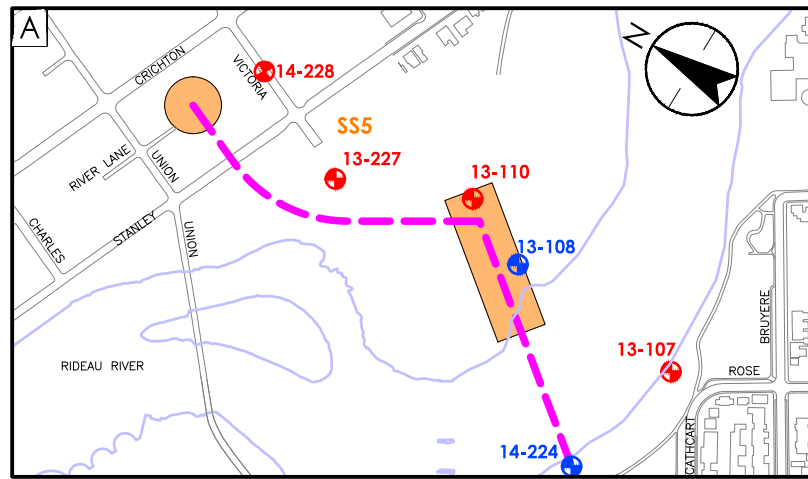 A
N
CRICHTON
VICTORIA
14-228
SS5
13-227
RIVER LANE
UNION
13-110
CHARLES
STANLEY
UNION
13-108
RIDEAU RIVER
13-107
BRUYERE
ROSE
CATHCART
14-224